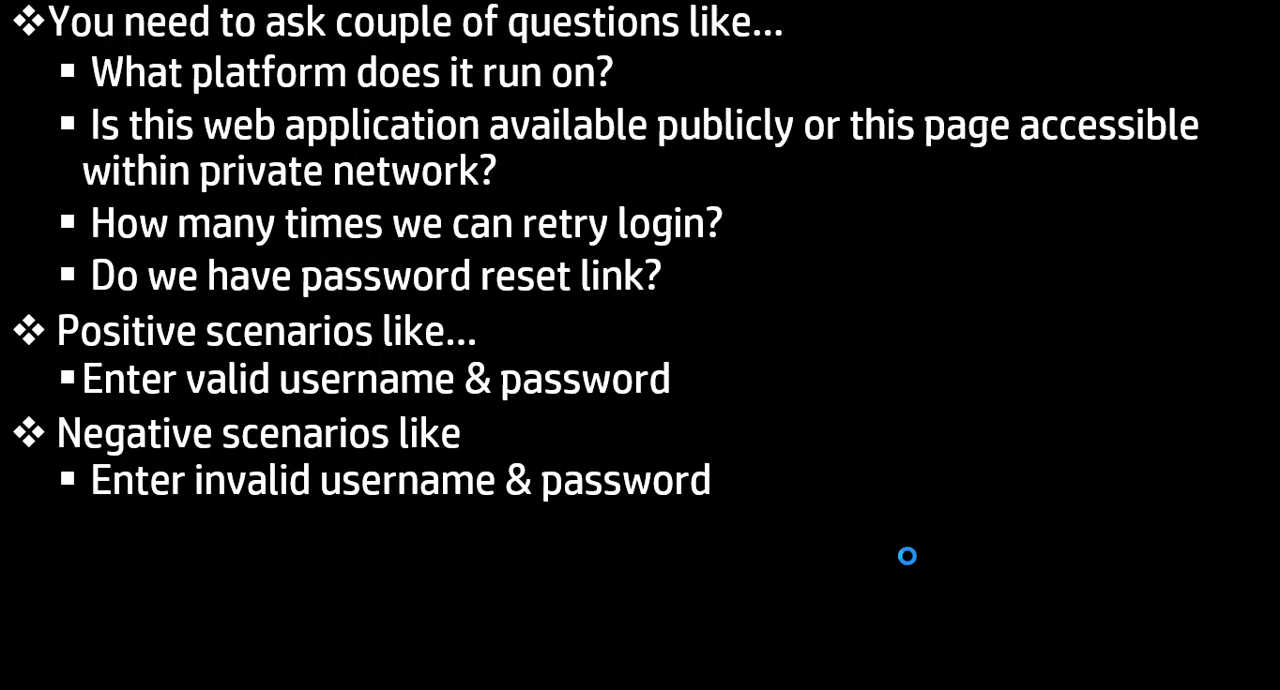 ❖You need to ask couple of questions like...
▪ What platform does it run on?
▪ Is this web application available publicly or this page accessible
within private network?
▪ How many times we can retry login?
▪ Do we have password reset link?
❖ Positive scenarios like...
▪Enter valid username & password
❖ Negative scenarios like
▪ Enter invalid username & password